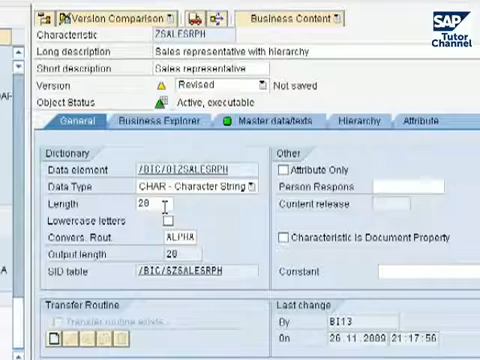 Version Comparison
Business Content
SAP
Tutor
Channel
Characteristic ZSALESRPH
Long description Sales representative with hierarchy
Short description Sales representative
Version Revised Not saved
Object Status Active, executable
General Business Explorer Master data/texts Hierarchy Attribute
Dictionary
Other
Data element /BIC/OIZSALESRPH
Attribute Only
Data Type CHAR - Character String
Person Respons
Length 20
Content release
Lowercase letters
Convers. Rout. ALPHA
Characteristic Is Document Property
Output length 20
SID table /BIC/SZSALESRPH
Constant
Transfer Routine
Last change
Transfer routine exists
By BI13
On 26.11.2009 21:17:56